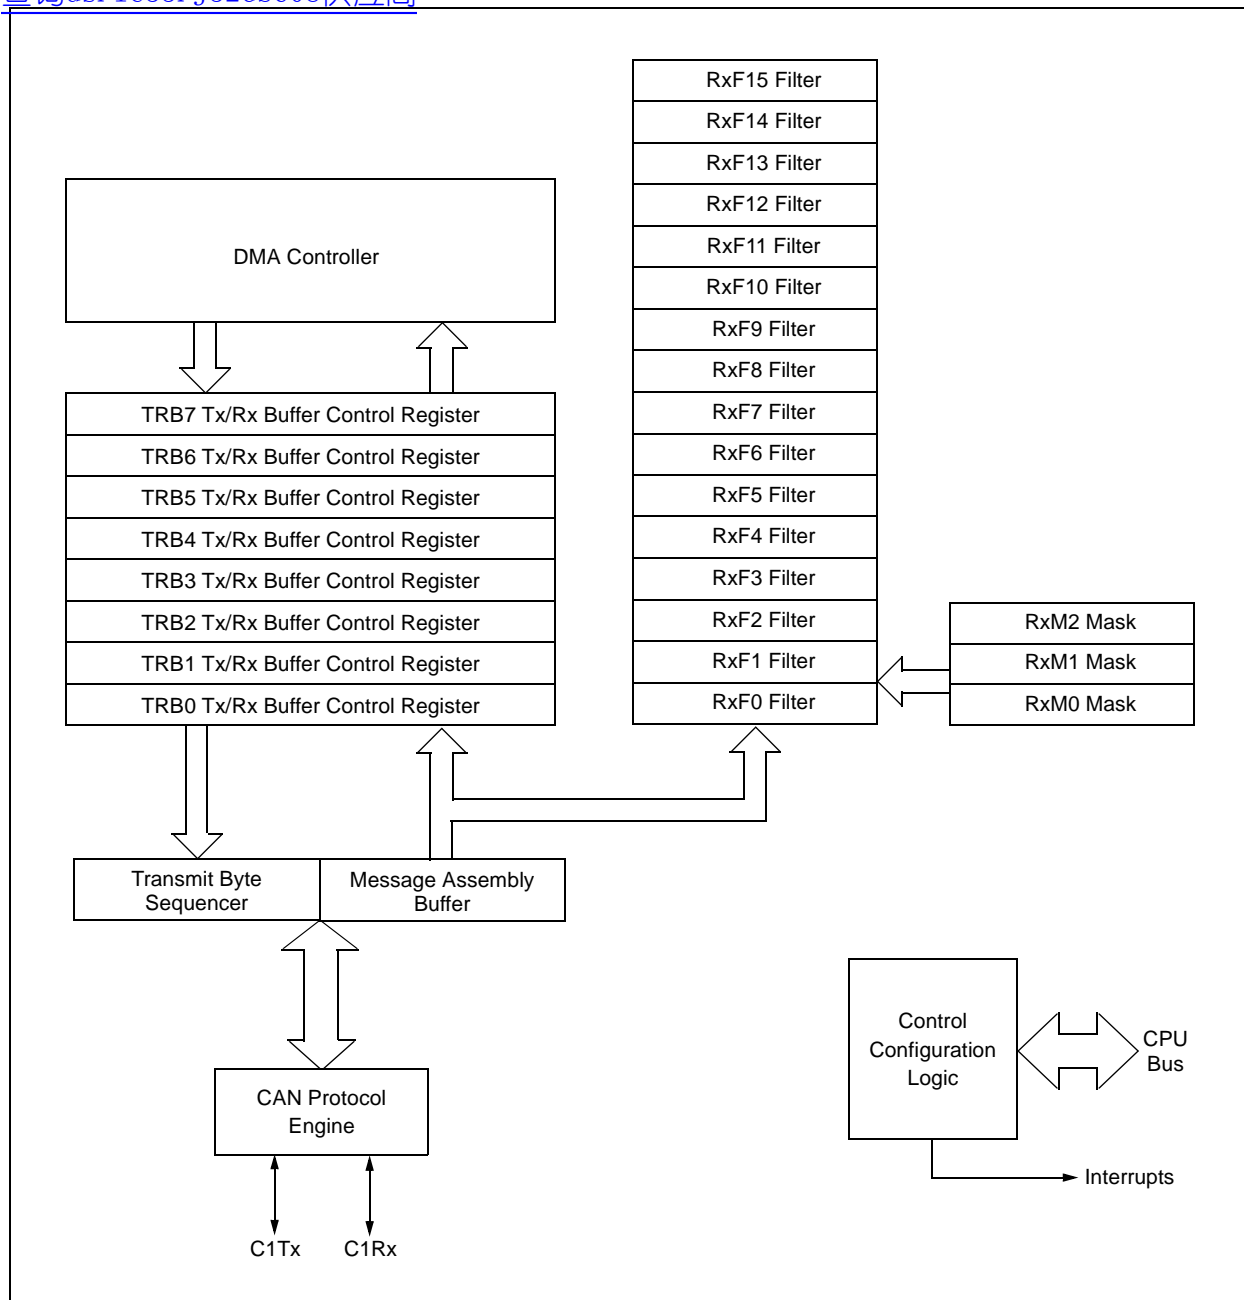 RxF15 Filter
RxF14 Filter
RxF13 Filter
RxF12 Filter
RxF11 Filter
RxF10 Filter
RxF9 Filter
RxF8 Filter
RxF7 Filter
RxF6 Filter
RxF5 Filter
RxF4 Filter
RxF3 Filter
RxF2 Filter
RxF1 Filter
RxF0 Filter
DMA Controller
TRB7 Tx/Rx Buffer Control Register
TRB6 Tx/Rx Buffer Control Register
TRB5 Tx/Rx Buffer Control Register
TRB4 Tx/Rx Buffer Control Register
TRB3 Tx/Rx Buffer Control Register
TRB2 Tx/Rx Buffer Control Register
TRB1 Tx/Rx Buffer Control Register
TRB0 Tx/Rx Buffer Control Register
RxM2 Mask
RxM1 Mask
RxM0 Mask
Transmit Byte
Sequencer
Message Assembly
Buffer
CAN Protocol
Engine
C1Tx
C1Rx
Control
Configuration
Logic
CPU
Bus
Interrupts